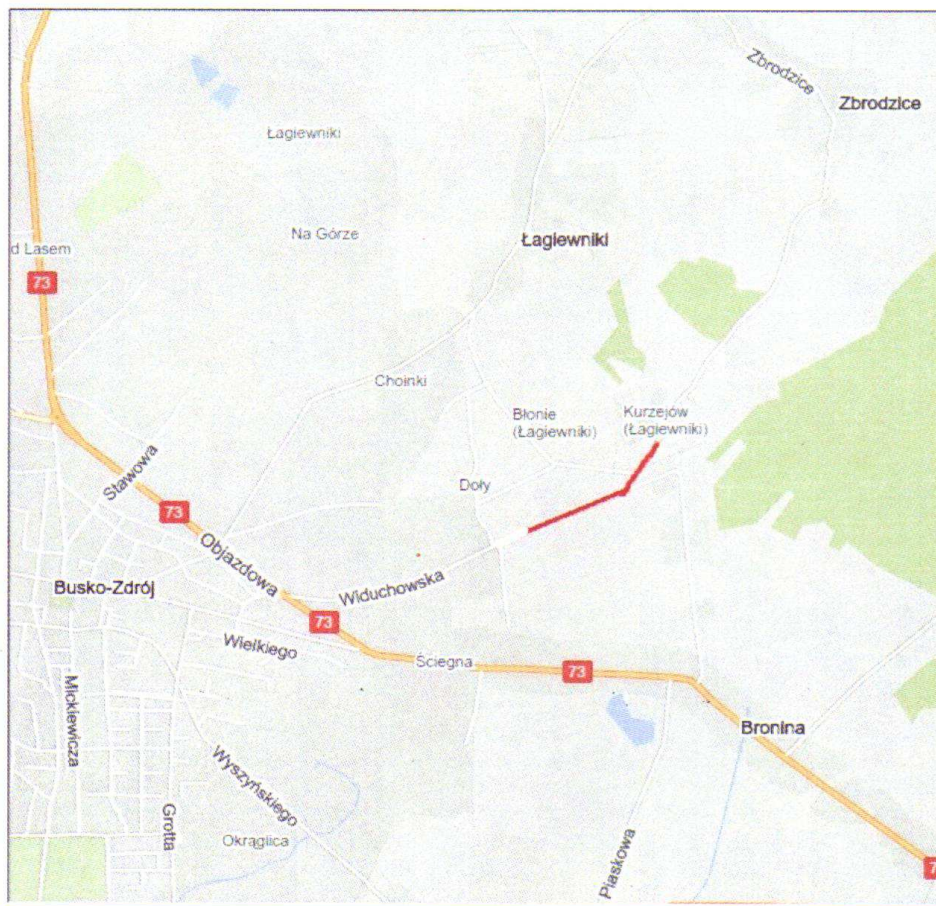 Zbrodzice
Zbrodzice
Łagiewniki
Na Górze
Łagiewniki
d Lasem
73
Choinki
Błonie
(Łagiewniki)
Kurzejów
(Łagiewniki)
Stawowa
Doły
73
Objazdowa
Busko-Zdrój
Widuchowska
73
Wielkiego
Ściegna
73
Mickiewicza
Bronina
Wyszyńskiego
Grotta
Okrąglica
Piaskowa
7